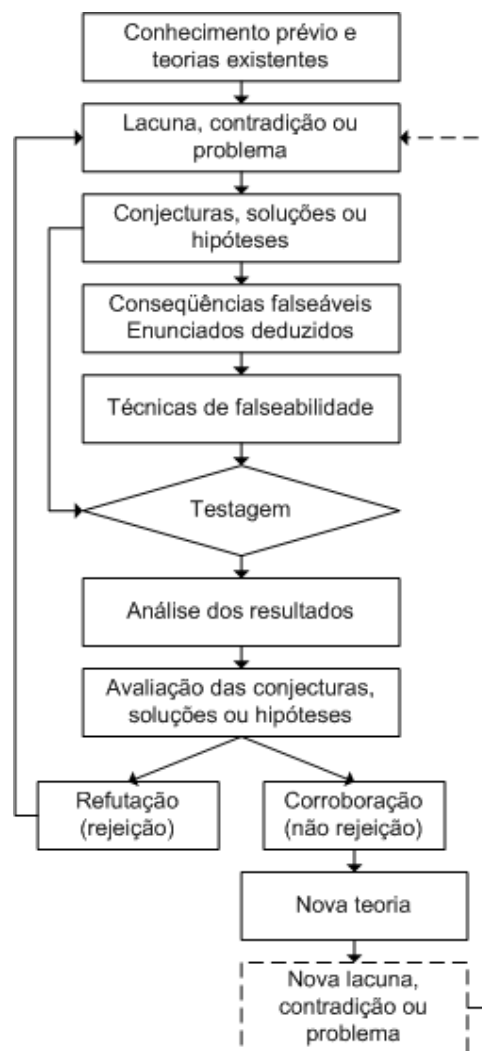 Conhecimento prévio e
teorias existentes
Lacuna, contradição ou
problema
Conjecturas, soluções ou
hipóteses
Conseqüências falseáveis
Enunciados deduzidos
Técnicas de falseabilidade
Testagem
Análise dos resultados
Avaliação das conjecturas,
soluções ou hipóteses
Refutação
(rejeição)
Corroboração
(não rejeição)
Nova teoria
Nova lacuna,
contradição ou
problema